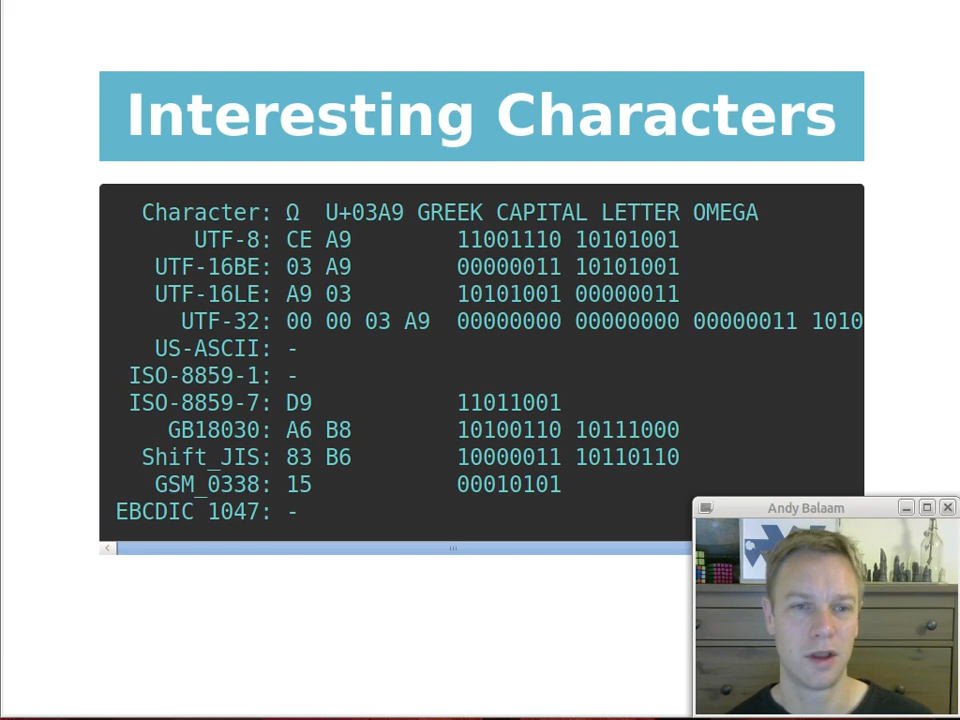 Interesting Characters
Character: Ω U+03A9 GREEK CAPITAL LETTER OMEGA
UTF-8: CE A9 11001110 10101001
UTF-16BE: 03 A9 00000011 10101001
UTF-16LE: A9 03 10101001 00000011
UTF-32: 00 00 03 A9 00000000 00000000 00000011 1010
US-ASCII: -
ISO-8859-1: -
ISO-8859-7: D9 11011001
GB18030: A6 B8 10100110 10111000
Shift_JIS: 83 B6 10000011 10110110
GSM_0338: 15 00010101
EBCDIC 1047: -
Andy Balaam